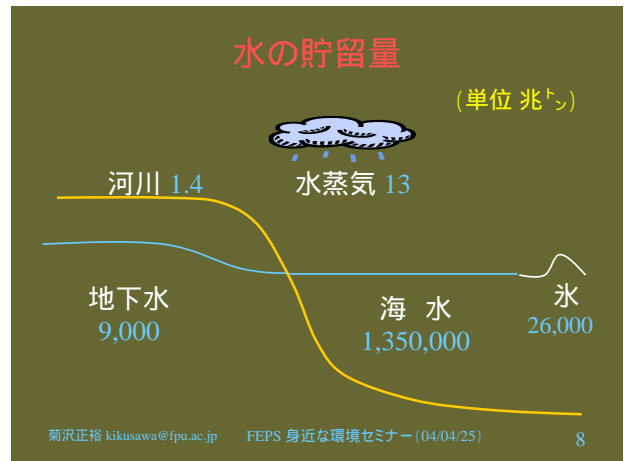 水の貯留量
(単位 兆㌧)
河川 1.4
水蒸気 13
地下水
9,000
海 水
1,350,000
氷
26,000
菊沢正裕 kikusawa@fpu.ac.jp
FEPS 身近な環境セミナー(04/04/25)
8